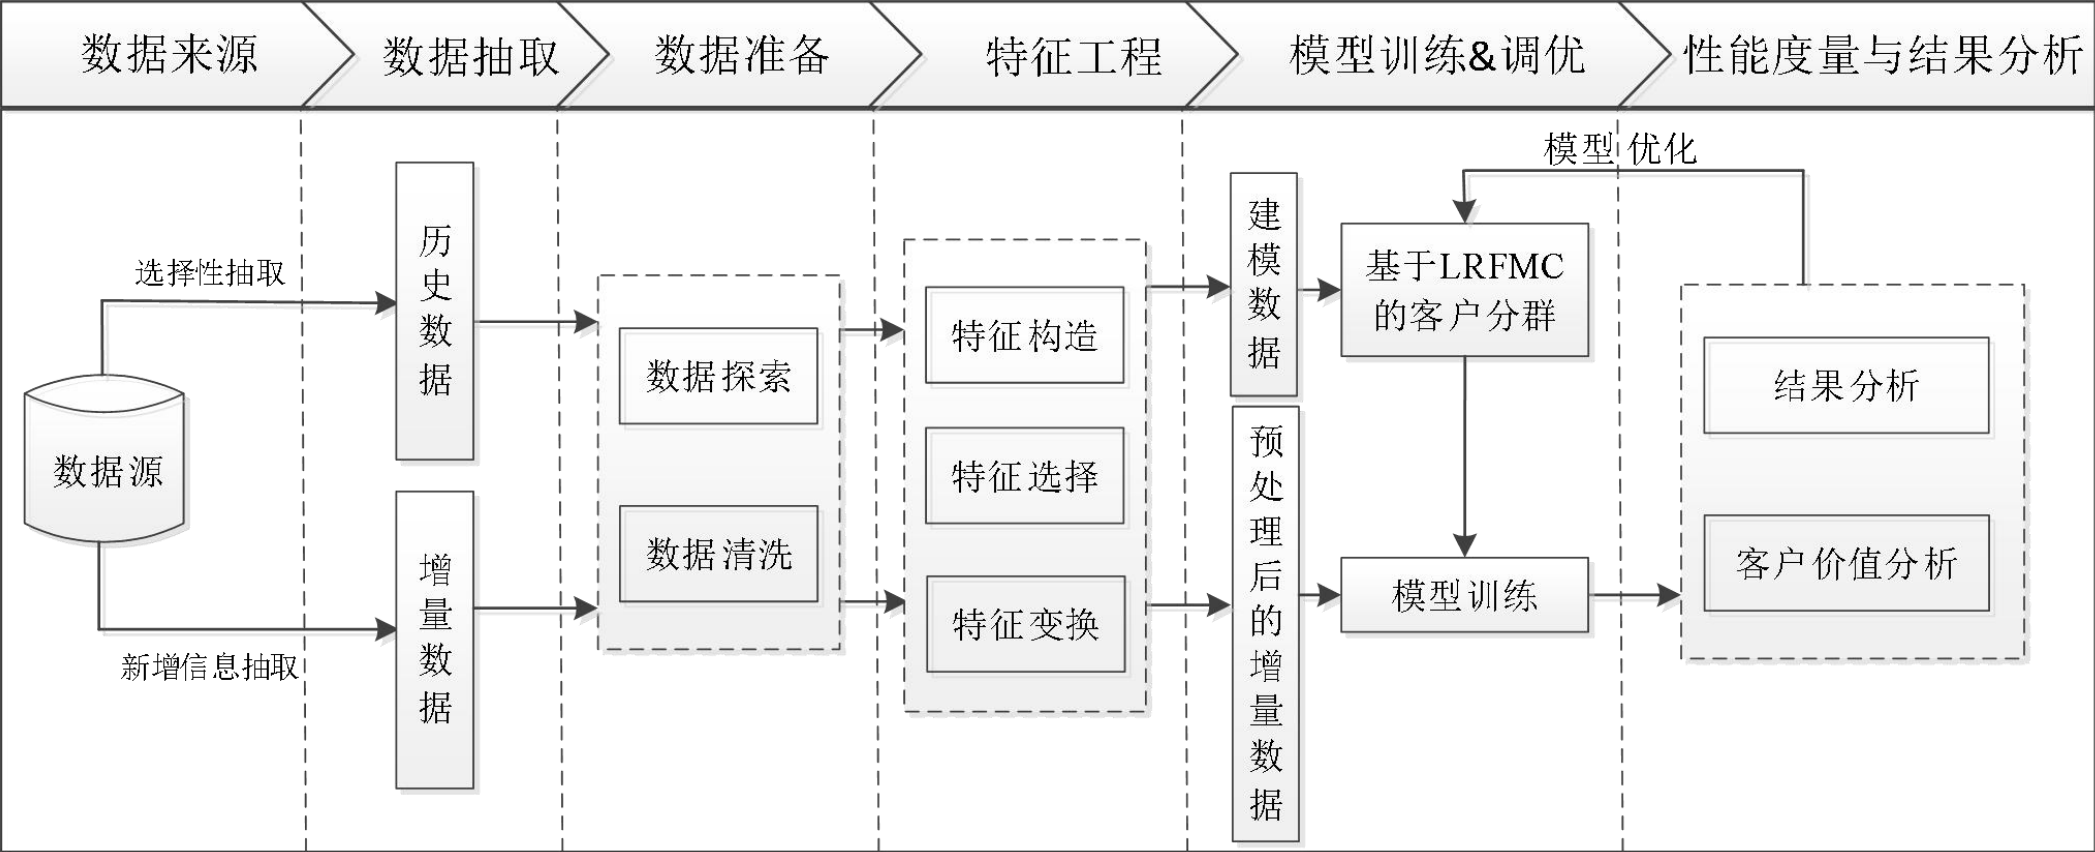 数据来源
数据抽取
数据准备
特征工程
模型训练&调优
性能度量与结果分析
数据源
选择性抽取
新增信息抽取
历史数据
增量数据
数据探索
数据清洗
特征构造
特征选择
特征变换
建模数据
预处理后的增量数据
模型 优化
基于LRFMC
的客户分群
模型训练
结果分析
客户价值分析